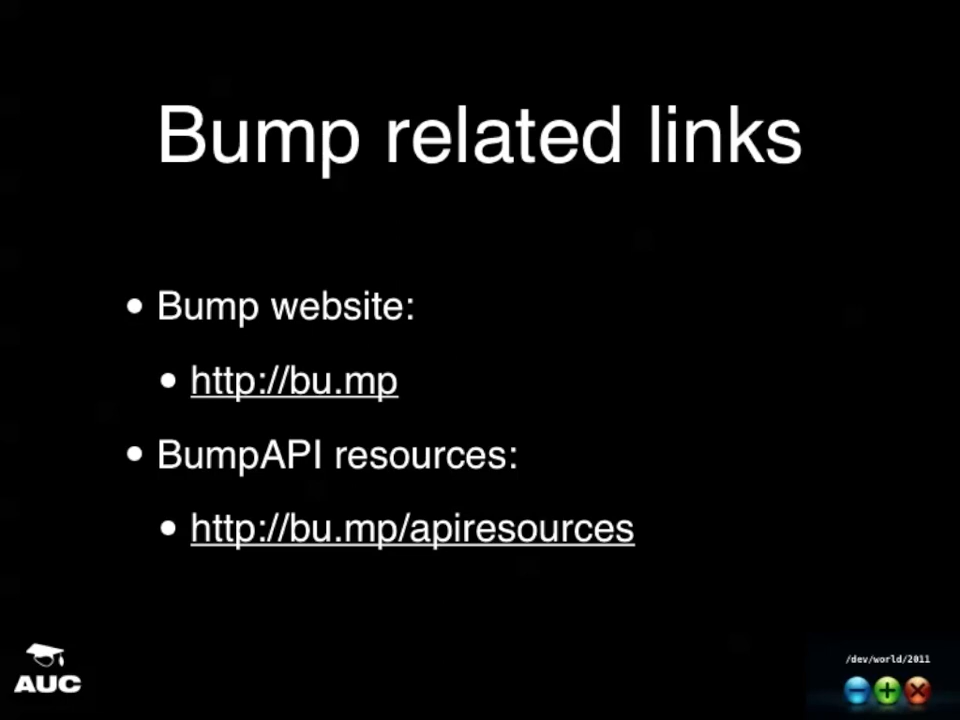 Bump related links
• Bump website:
• http://bu.mp
• BumpAPI resources:
• http://bu.mp/apiresources
AUC
/dev/world/2011